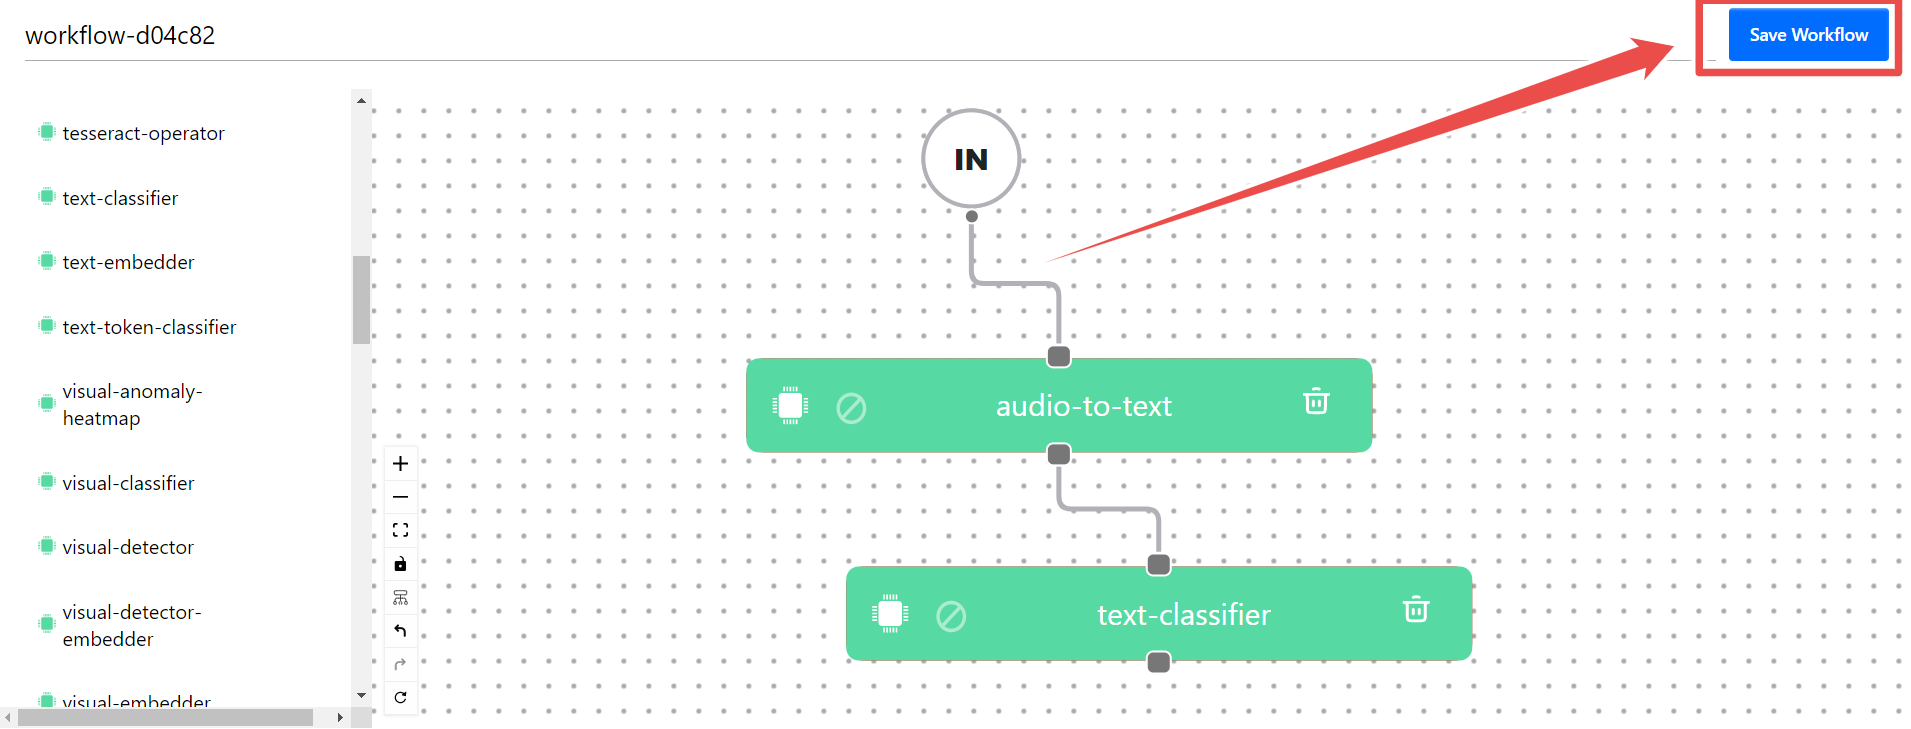 workflow-d04c82
Save Workflow
tesseract-operator
text-classifier
text-embedder
text-token-classifier
visual-anomaly-
heatmap
visual-classifier
visual-detector
visual-detector-
embedder
visual-embedder
IN
audio-to-text
text-classifier